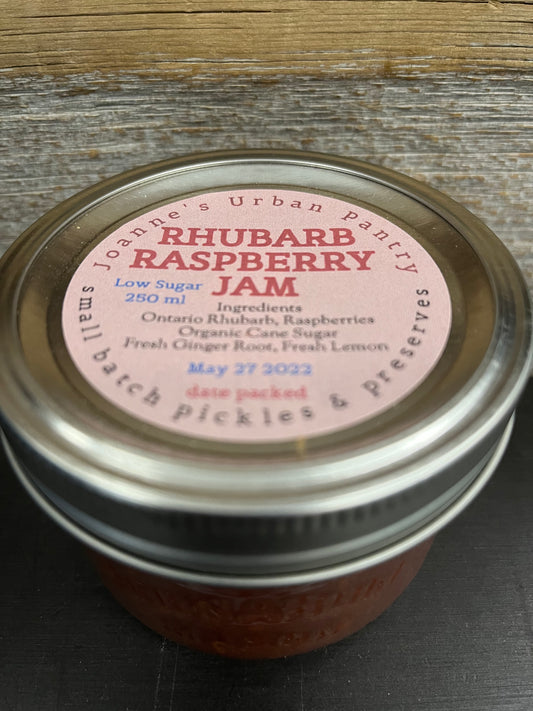 Joanne's Urban Pantry
RHUBARB
RASPBERRY
JAM
Low Sugar
250 ml
Ingredients
Ontario Rhubarb, Raspberries
Organic Cane Sugar
Fresh Ginger Root, Fresh Lemon
May 27 2022
date packed
small batch pickles & preserves